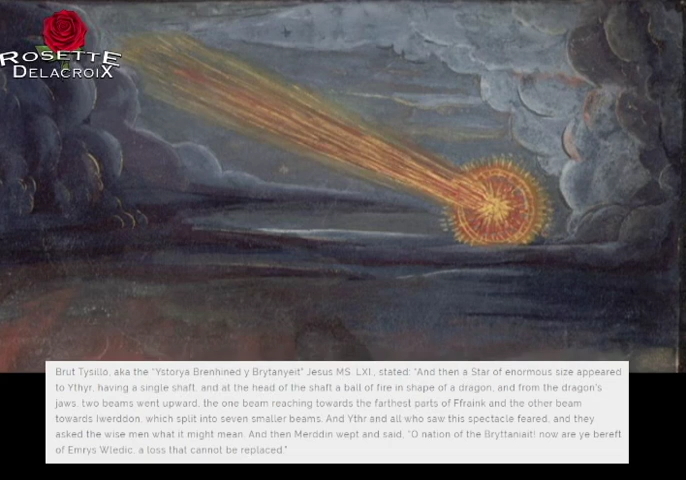 ROSETTE
DELACROIX
Brut Tysillo, aka the "Ystorya Brenhined y Brytanyeit" Jesus MS LXI., stated: "And then a Star of enormous size appeared
to Ythyr, having a single shaft, and at the head of the shaft a ball of fire in shape of a dragon, and from the dragon's
jaws, two beams went upward, the one beam reaching towards the farthest parts of Ffraink and the other beam
towards Iwerddon, which split into seven smaller beams. And Ythr and all who saw this spectacle feared, and they
asked the wise men what it might mean. And then Merddin wept and said, "O nation of the Bryttaniait! now are ye bereft
of Emrys Wledic, a loss that cannot be replaced."